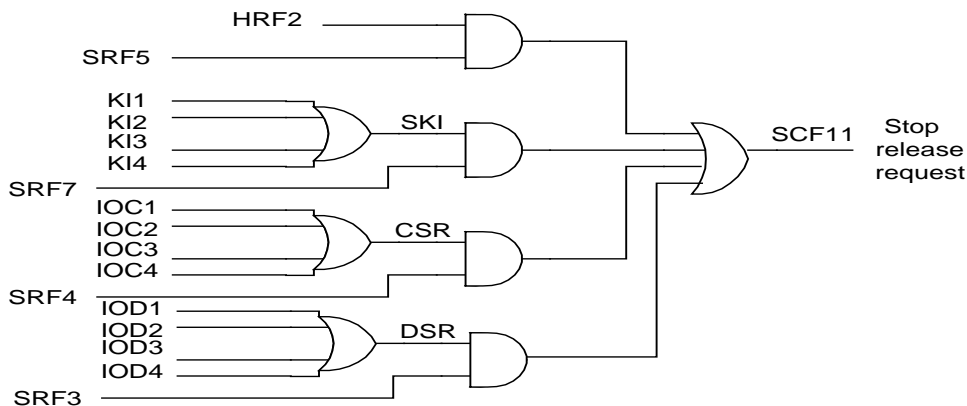 HRF2
SRF5
KI1
KI2
SKI
KI3
KI4
SRF7
SCF11
Stop
release
request
IOC1
IOC2
CSR
IOC3
IOC4
SRF4
IOD1
IOD2
DSR
IOD3
IOD4
SRF3